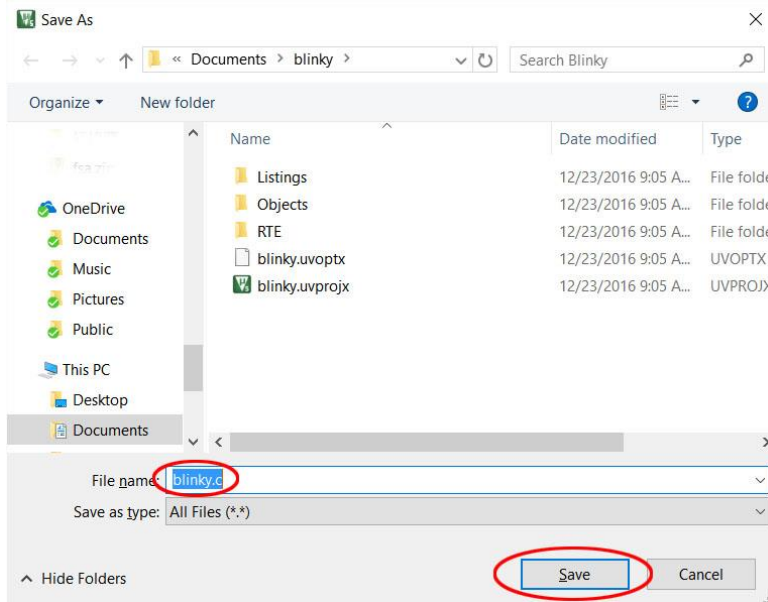 Save As
« Documents > blinky >
Search Blinky
Organize
New folder
Name
Date modified
Type
fsa.zip
Listings
12/23/2016 9:05 A...
File folde
OneDrive
Objects
12/23/2016 9:05 A...
File folde
Documents
RTE
12/23/2016 9:05 A...
File folde
blinky.uvoptx
12/23/2016 9:05 A...
UVOPTX
Music
blinky.uvprojx
12/23/2016 9:05 A...
UVPROJX
Pictures
Public
This PC
Desktop
Documents
File name: blinky.c
Save as type: All Files (*.*)
Hide Folders
Save
Cancel